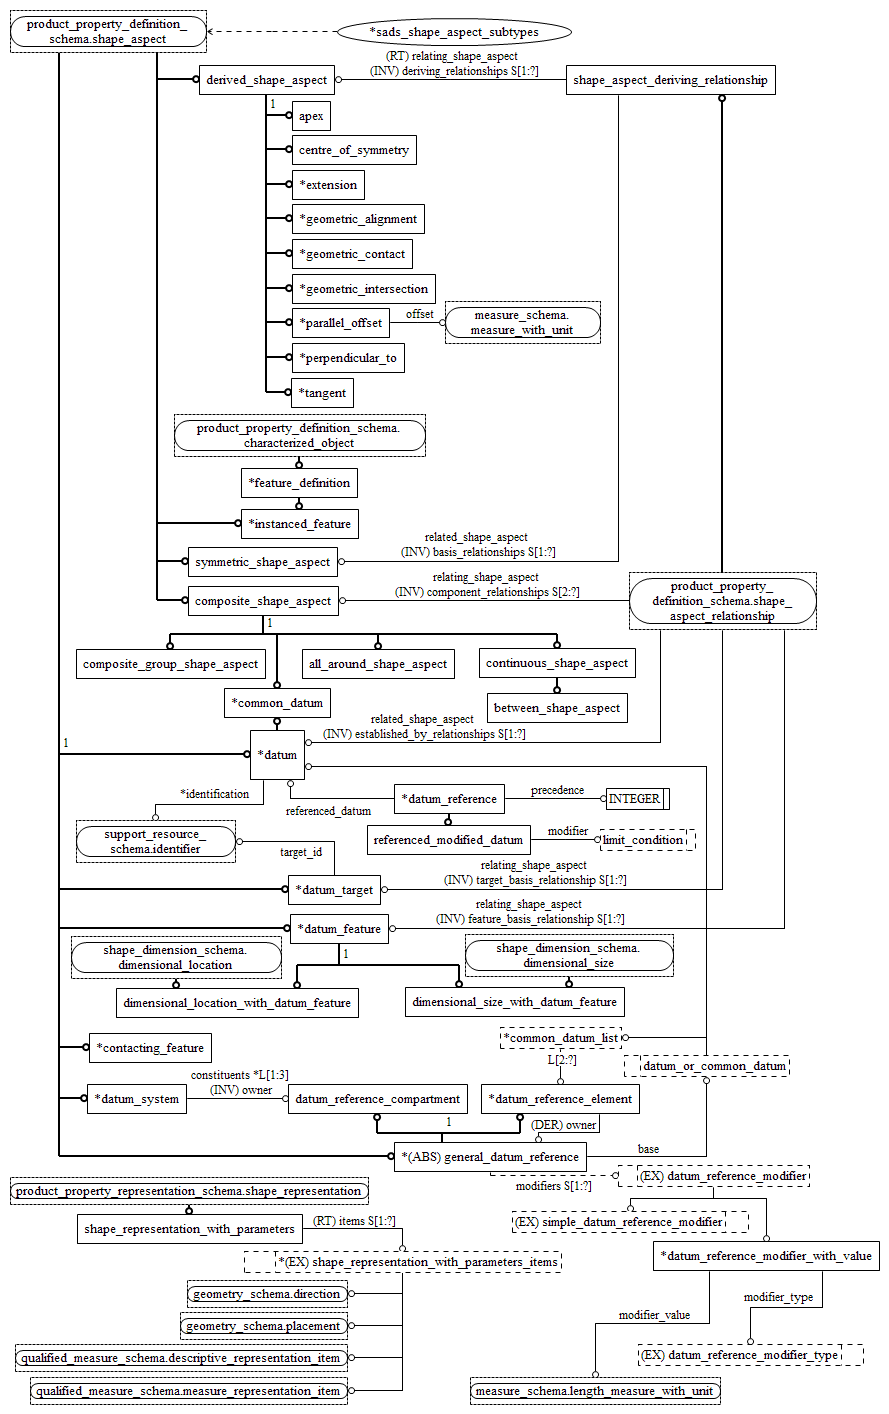 product_property_definition_
schema.shape_aspect
*sads_shape_aspect_subtypes
(RT) relating_shape_aspect
(INV) deriving_relationships S[1:?]
derived_shape_aspect
shape_aspect_deriving_relationship
1
apex
centre_of_symmetry
*extension
*geometric_alignment
*geometric_contact
*geometric_intersection
*parallel_offset
offset
measure_schema.
measure_with_unit
*perpendicular_to
*tangent
product_property_definition_schema.
characterized_object
*feature_definition
*instanced_feature
related_shape_aspect
(INV) basis_relationships S[1:?]
symmetric_shape_aspect
relating_shape_aspect
(INV) component_relationships S[2:?]
composite_shape_aspect
product_property_
definition_schema.shape_
aspect_relationship
1
composite_group_shape_aspect
all_around_shape_aspect
continuous_shape_aspect
*common_datum
between_shape_aspect
related_shape_aspect
(INV) established_by_relationships S[1:?]
1
*datum
*identification
referenced_datum
*datum_reference
precedence
INTEGER
support_resource_
schema.identifier
referenced_modified_datum
modifier
limit_condition
target_id
relating_shape_aspect
(INV) target_basis_relationship S[1:?]
*datum_target
relating_shape_aspect
(INV) feature_basis_relationship S[1:?]
*datum_feature
1
shape_dimension_schema.
dimensional_location
shape_dimension_schema.
dimensional_size
dimensional_location_with_datum_feature
dimensional_size_with_datum_feature
*common_datum_list
*contacting_feature
L[2:?]
datum_or_common_datum
constituents *L[1:3]
(INV) owner
*datum_system
datum_reference_compartment
*datum_reference_element
1
(DER) owner
*(ABS) general_datum_reference
base
modifiers S[1:?]
(EX) datum_reference_modifier
product_property_representation_schema.shape_representation
shape_representation_with_parameters
(RT) items S[1:?]
(EX) simple_datum_reference_modifier
*(EX) shape_representation_with_parameters_items
*datum_reference_modifier_with_value
geometry_schema.direction
modifier_type
modifier_value
geometry_schema.placement
(EX) datum_reference_modifier_type
qualified_measure_schema.descriptive_representation_item
qualified_measure_schema.measure_representation_item
measure_schema.length_measure_with_unit